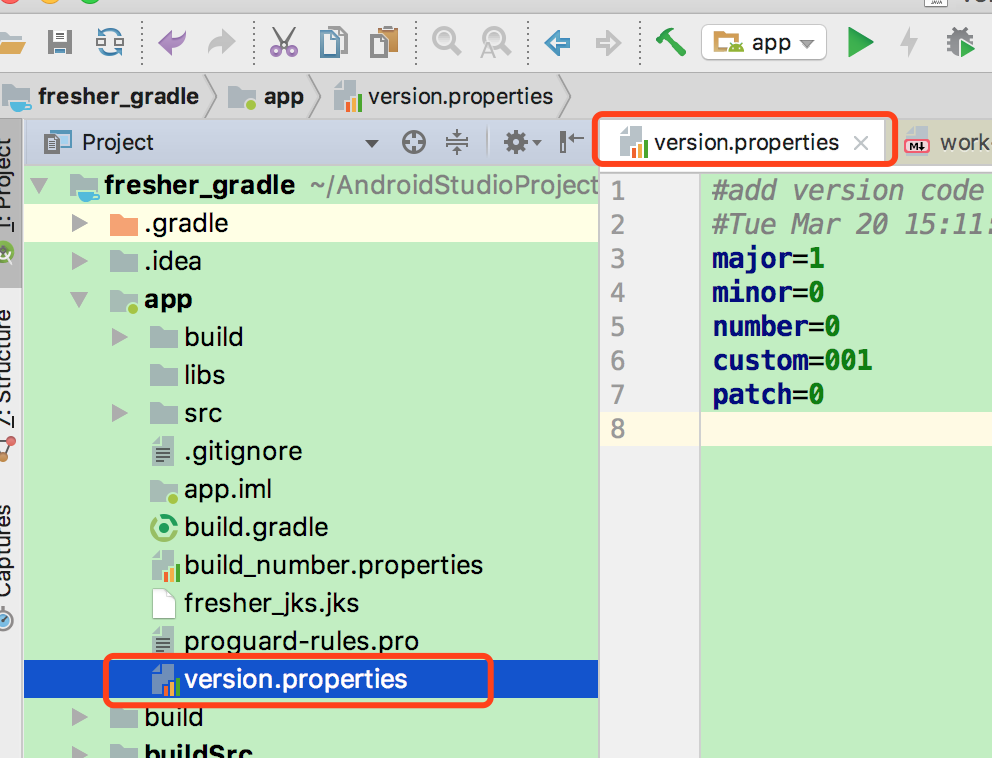 JAVA
app
fresher_gradle
app
version.properties
Project
version.properties
work
1: Project
Z: Structure
Captures
fresher_gradle ~/AndroidStudioProject
.gradle
.idea
app
build
libs
src
.gitignore
app.iml
build.gradle
build_number.properties
fresher_jks.jks
proguard-rules.pro
version.properties
build
buildSrc
1 #add version code
2 #Tue Mar 20 15:11:
3 major=1
4 minor=0
5 number=0
6 custom=001
7 patch=0
8